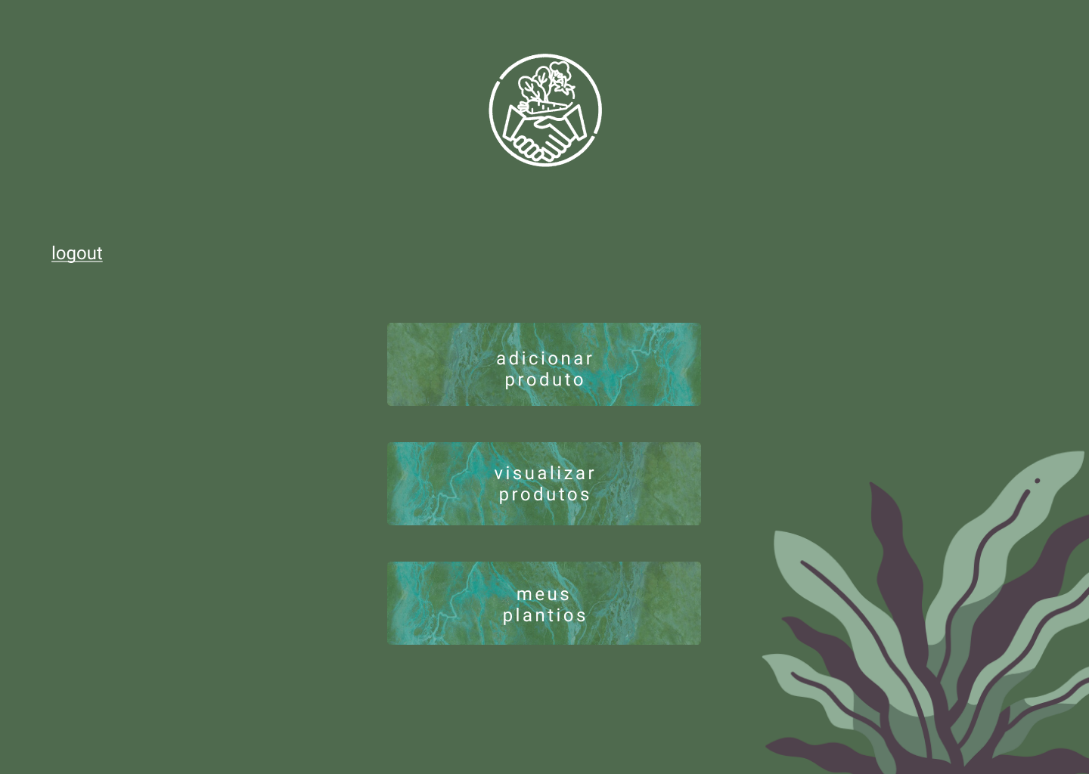 logout
adicionar
produto
visualizar
produtos
meus
plantios